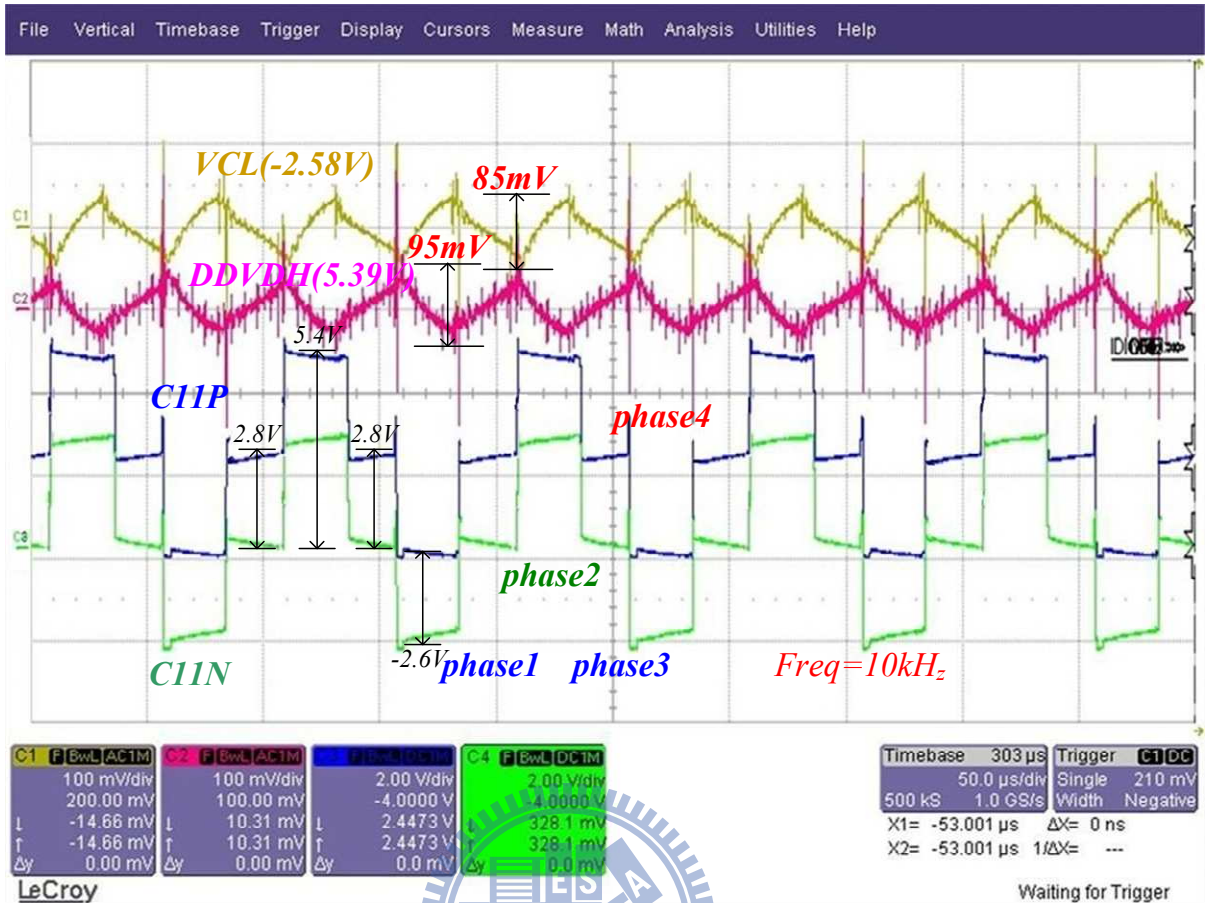 File Vertical Timebase Trigger Display Cursors Measure Math Analysis Utilities Help
VCL(-2.58V)
85mV
C1
95mV
DDVDH(5.39V)
C2
5.4V
C11P
phase4
2.8V
2.8V
C3
phase2
-2.6V
phase1
phase3
C11N
Freq=10kHz
C1 F BwL AC1M
100 mV/div
200.00 mV
-14.66 mV
-14.66 mV
Δy 0.00 mV
C2 F BwL AC1M
100 mV/div
100.00 mV
10.31 mV
10.31 mV
Δy 0.00 mV
2.00 V/div
-4.0000 V
2.4473 V
2.4473 V
Δy 0.0 mV
C4 F BwL DC1M
2.00 V/div
-4.0000 V
328.1 mV
328.1 mV
Δy 0.0 mV
Timebase 303 µs
50.0 µs/div
500 kS 1.0 GS/s
Trigger C1 DC
Single 210 mV
Width Negative
X1= -53.001 µs ΔX= 0 ns
X2= -53.001 µs 1/ΔX= ---
LeCroy
Waiting for Trigger
ESA